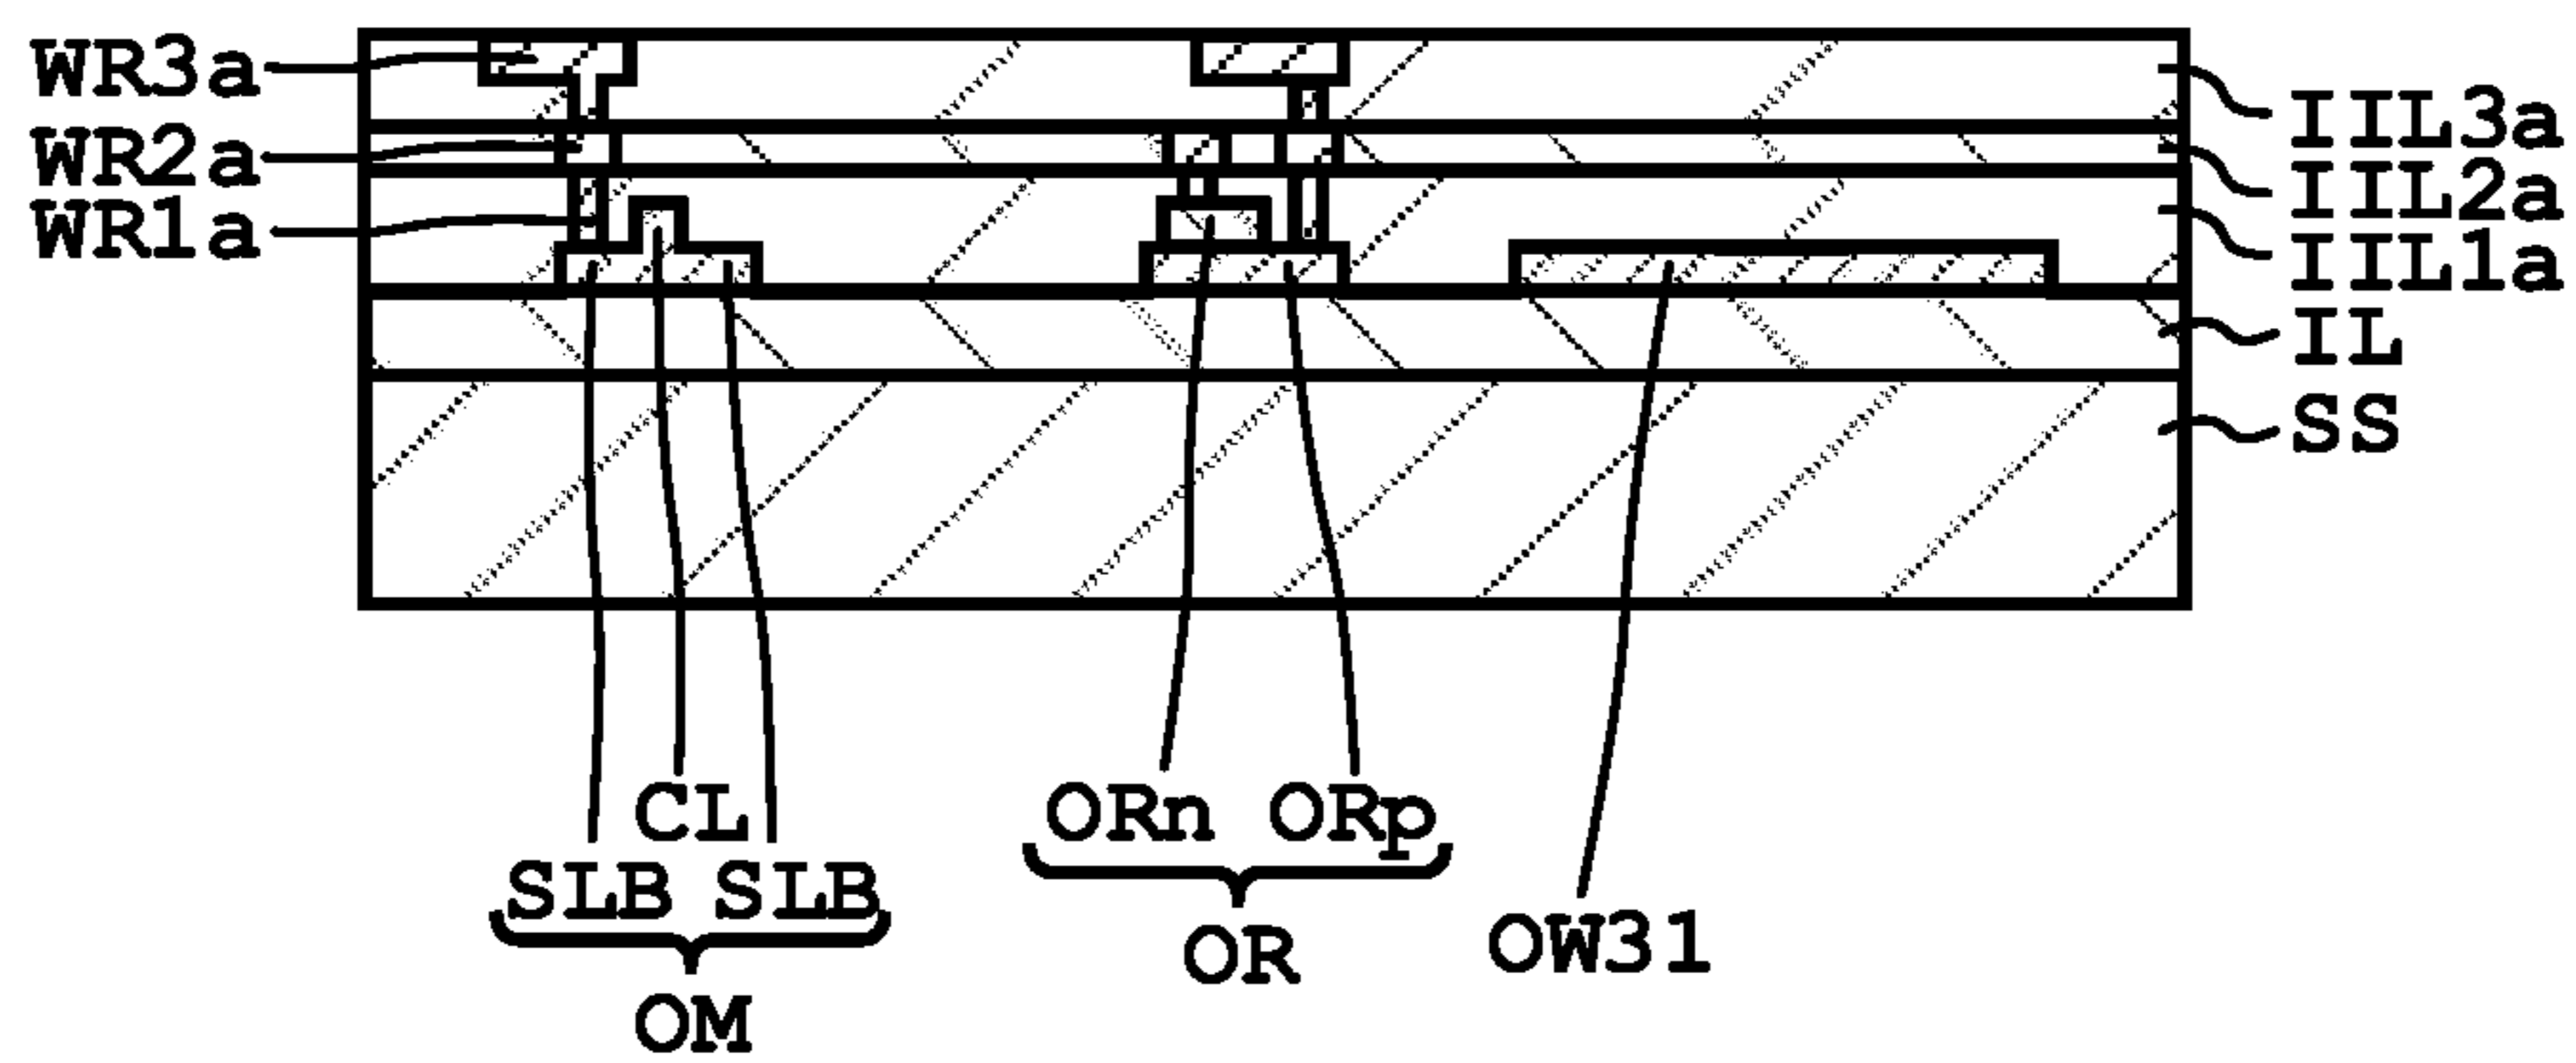 WR3a
WR2a
WR1a
IIL3a
IIL2a
IIL1a
IL
SS
CL
SLB SLB
OM
ORn ORp
OR
OW31